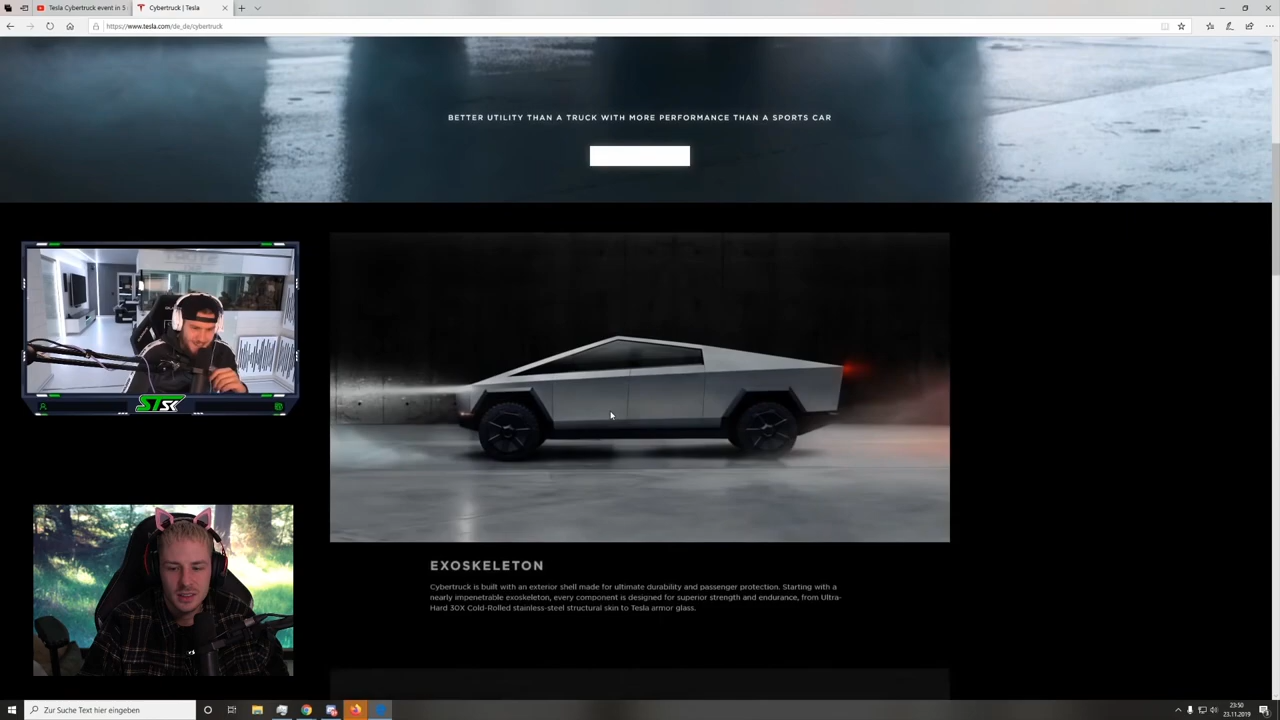 Tesla Cybertruck event in 5
Cybertruck | Tesla
https://www.tesla.com/de_de/cybertruck
BETTER UTILITY THAN A TRUCK WITH MORE PERFORMANCE THAN A SPORTS CAR
STSK
EXOSKELETON
Cybertruck is built with an exterior shell made for ultimate durability and passenger protection. Starting with a
nearly impenetrable exoskeleton, every component is designed for superior strength and endurance, from Ultra-
Hard 30X Cold-Rolled stainless-steel structural skin to Tesla armor glass.
Zur Suche Text hier eingeben
23:50
23.11.2019